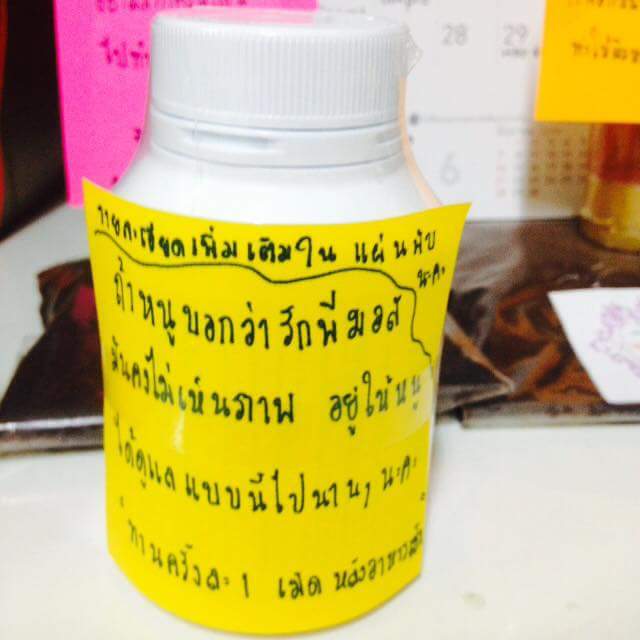 28
29
6
รายละเอียดเพิ่มเติมใน แผ่นพับ
นะคะ
ถ้าหนูบอกว่ารักพี่มอส
มันคงไม่เห็นภาพ อยู่ให้หนู
ได้ดูแลแบบนี้ไปนานๆ นะคะ
"ทานครั้งละ 1 เม็ด หลังอาหาร